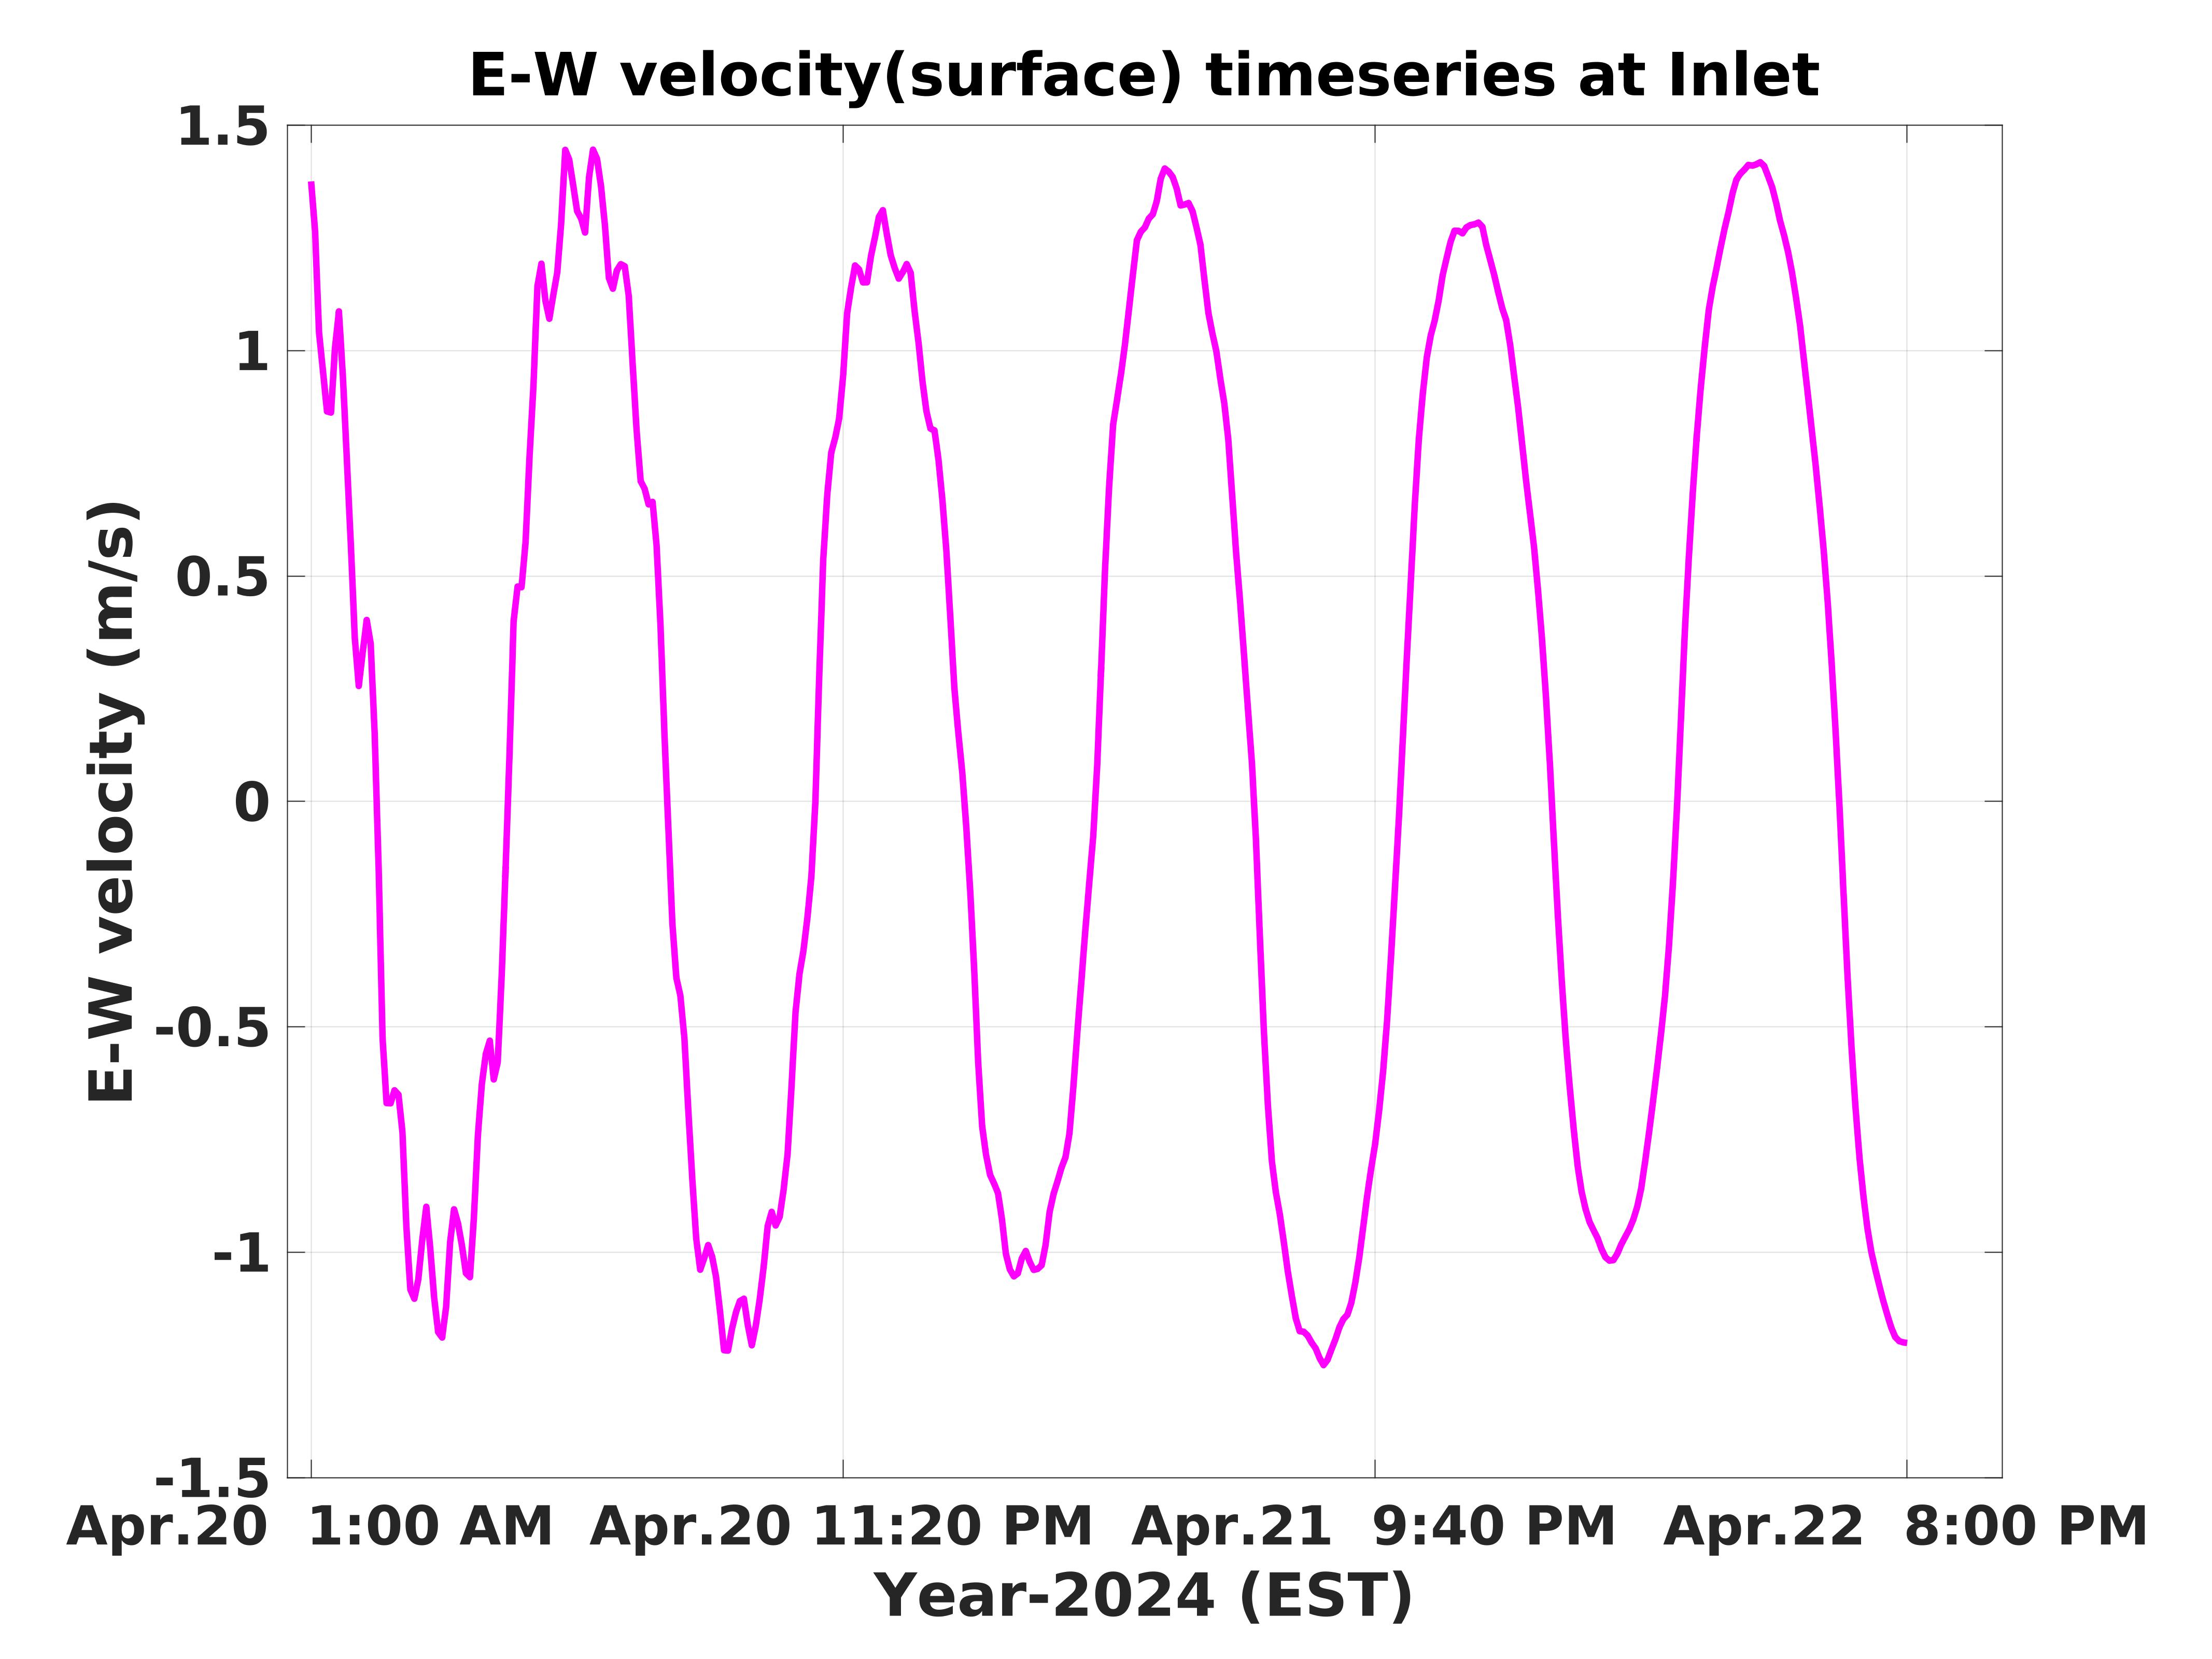 E-W velocity(surface) timeseries at Inlet
E-W velocity (m/s)
1.5
1
0.5
0
-0.5
-1
-1.5
Apr.20 1:00 AM Apr.20 11:20 PM Apr.21 9:40 PM Apr.22 8:00 PM
Year-2024 (EST)